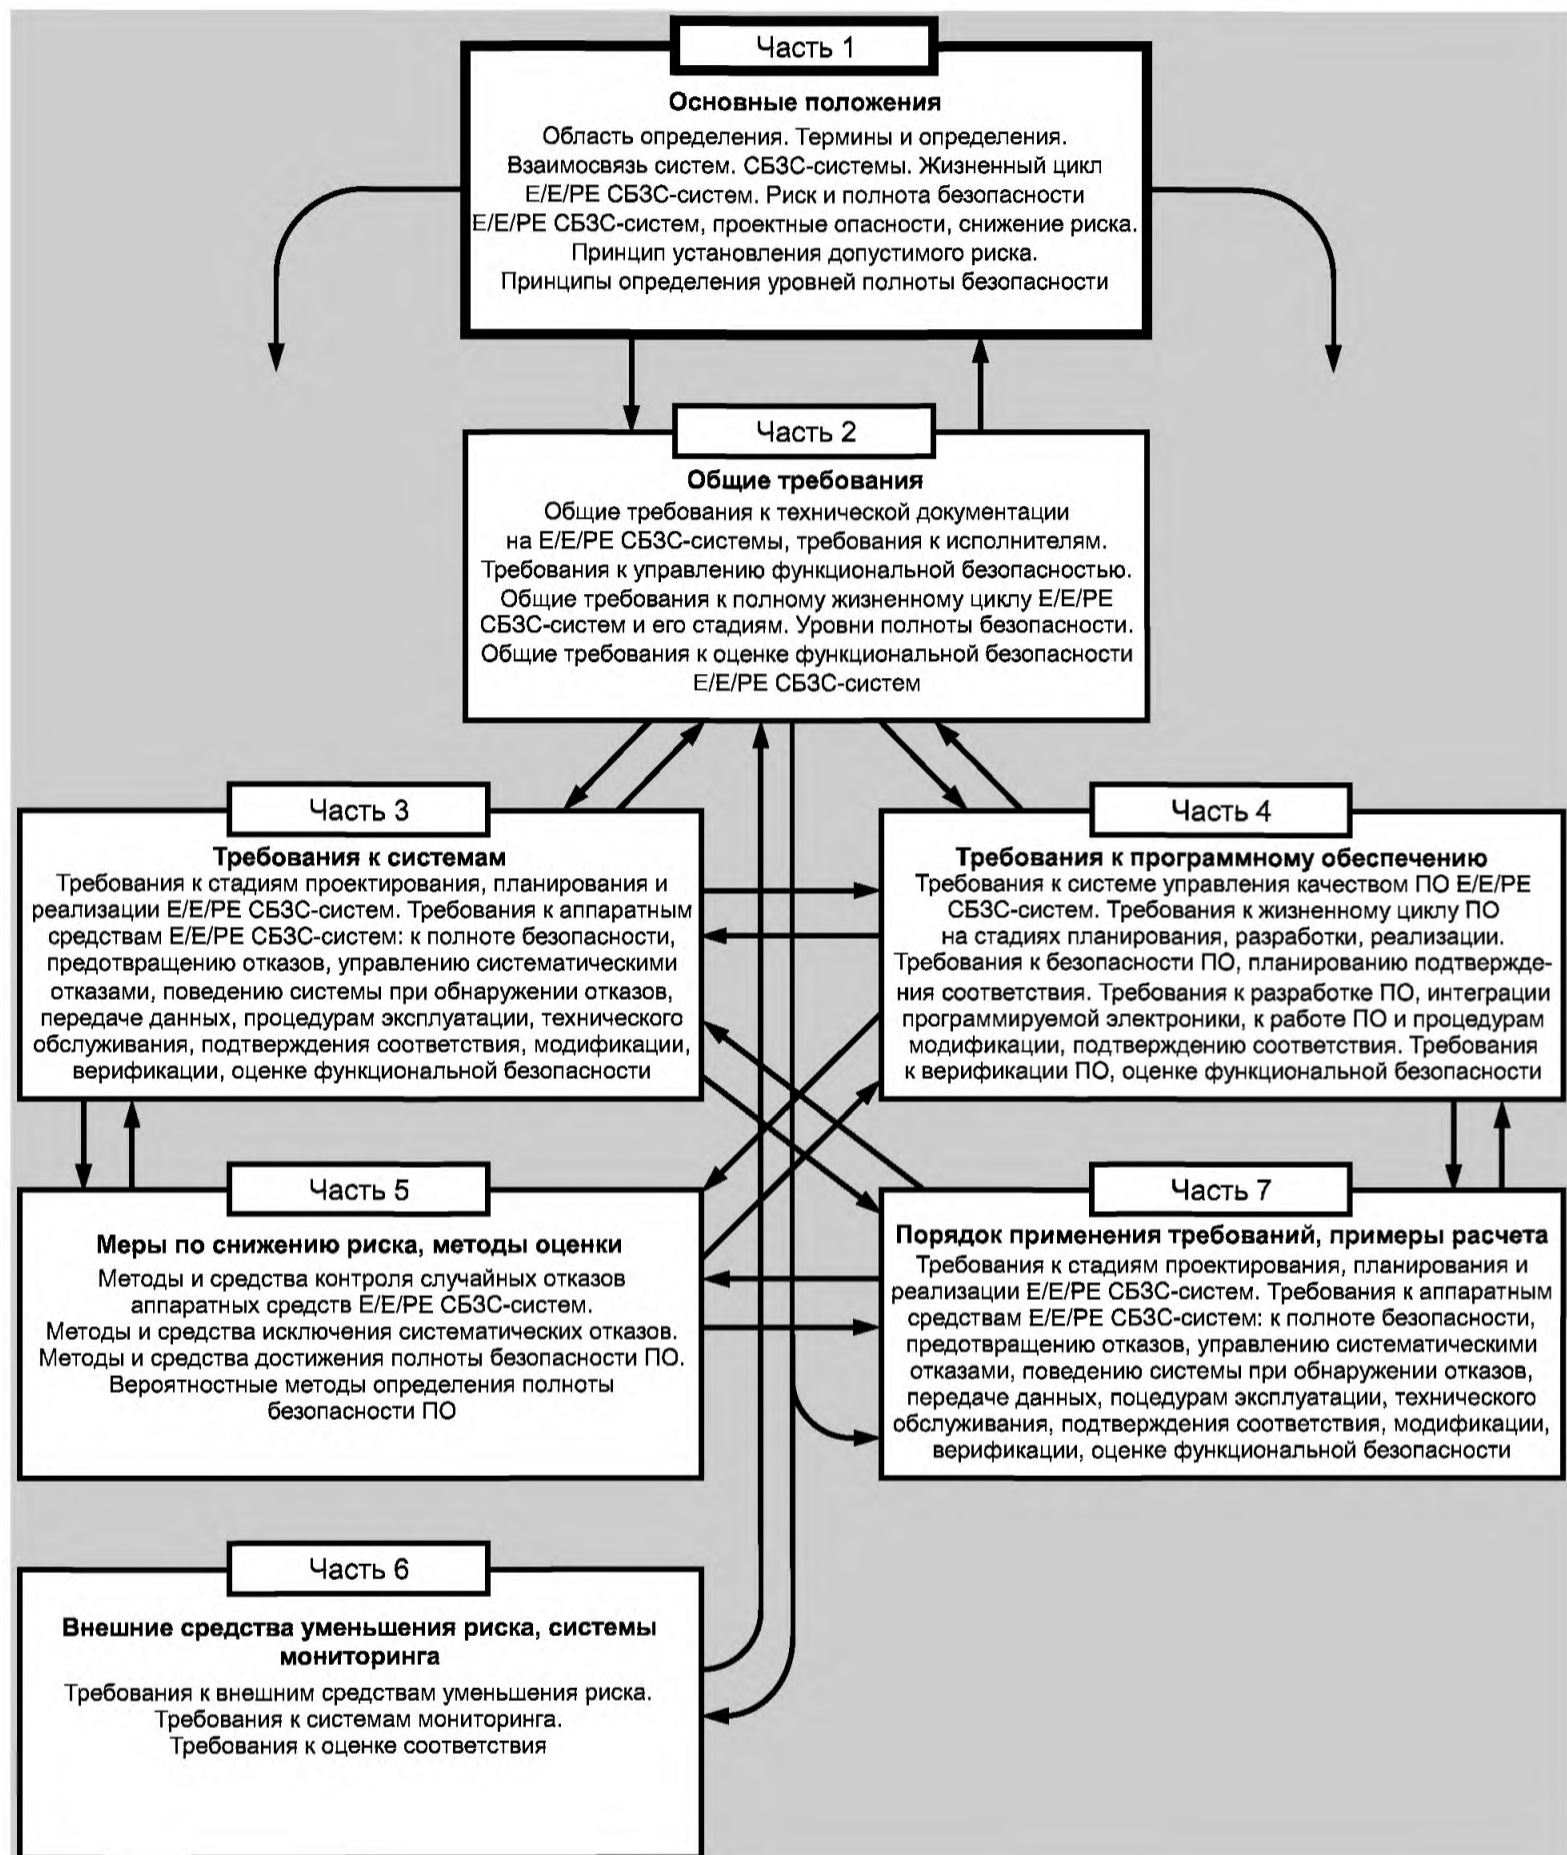 Часть 1
Основные положения
Область определения. Термины и определения.
Взаимосвязь систем. СБЗС-системы. Жизненный цикл
Е/Е/РЕ СБЗС-систем. Риск и полнота безопасности
Е/Е/РЕ СБЗС-систем, проектные опасности, снижение риска.
Принцип установления допустимого риска.
Принципы определения уровней полноты безопасности
Часть 2
Общие требования
Общие требования к технической документации
на Е/Е/РЕ СБЗС-системы, требования к исполнителям.
Требования к управлению функциональной безопасностью.
Общие требования к полному жизненному циклу Е/Е/РЕ
СБЗС-систем и его стадиям. Уровни полноты безопасности.
Общие требования к оценке функциональной безопасности
Е/Е/РЕ СБЗС-систем
Часть 3
Требования к системам
Требования к стадиям проектирования, планирования и
реализации Е/Е/РЕ СБЗС-систем. Требования к аппаратным
средствам Е/Е/РЕ СБЗС-систем: к полноте безопасности,
предотвращению отказов, управлению систематическими
отказами, поведению системы при обнаружении отказов,
передаче данных, процедурам эксплуатации, технического
обслуживания, подтверждения соответствия, модификации,
верификации, оценке функциональной безопасности
Часть 4
Требования к программному обеспечению
Требования к системе управления качеством ПО Е/Е/РЕ
СБЗС-систем. Требования к жизненному циклу ПО
на стадиях планирования, разработки, реализации.
Требования к безопасности ПО, планированию подтвержде-
ния соответствия. Требования к разработке ПО, интеграции
программируемой электроники, к работе ПО и процедурам
модификации, подтверждению соответствия. Требования
к верификации ПО, оценке функциональной безопасности
Часть 5
Меры по снижению риска, методы оценки
Методы и средства контроля случайных отказов
аппаратных средств Е/Е/РЕ СБЗС-систем.
Методы и средства исключения систематических отказов.
Методы и средства достижения полноты безопасности ПО.
Вероятностные методы определения полноты
безопасности ПО
Часть 7
Порядок применения требований, примеры расчета
Требования к стадиям проектирования, планирования и
реализации Е/Е/РЕ СБЗС-систем. Требования к аппаратным
средствам Е/Е/РЕ СБЗС-систем: к полноте безопасности,
предотвращению отказов, управлению систематическими
отказами, поведению системы при обнаружении отказов,
передаче данных, поцедурам эксплуатации, технического
обслуживания, подтверждения соответствия, модификации,
верификации, оценке функциональной безопасности
Часть 6
Внешние средства уменьшения риска, системы
мониторинга
Требования к внешним средствам уменьшения риска.
Требования к системам мониторинга.
Требования к оценке соответствия